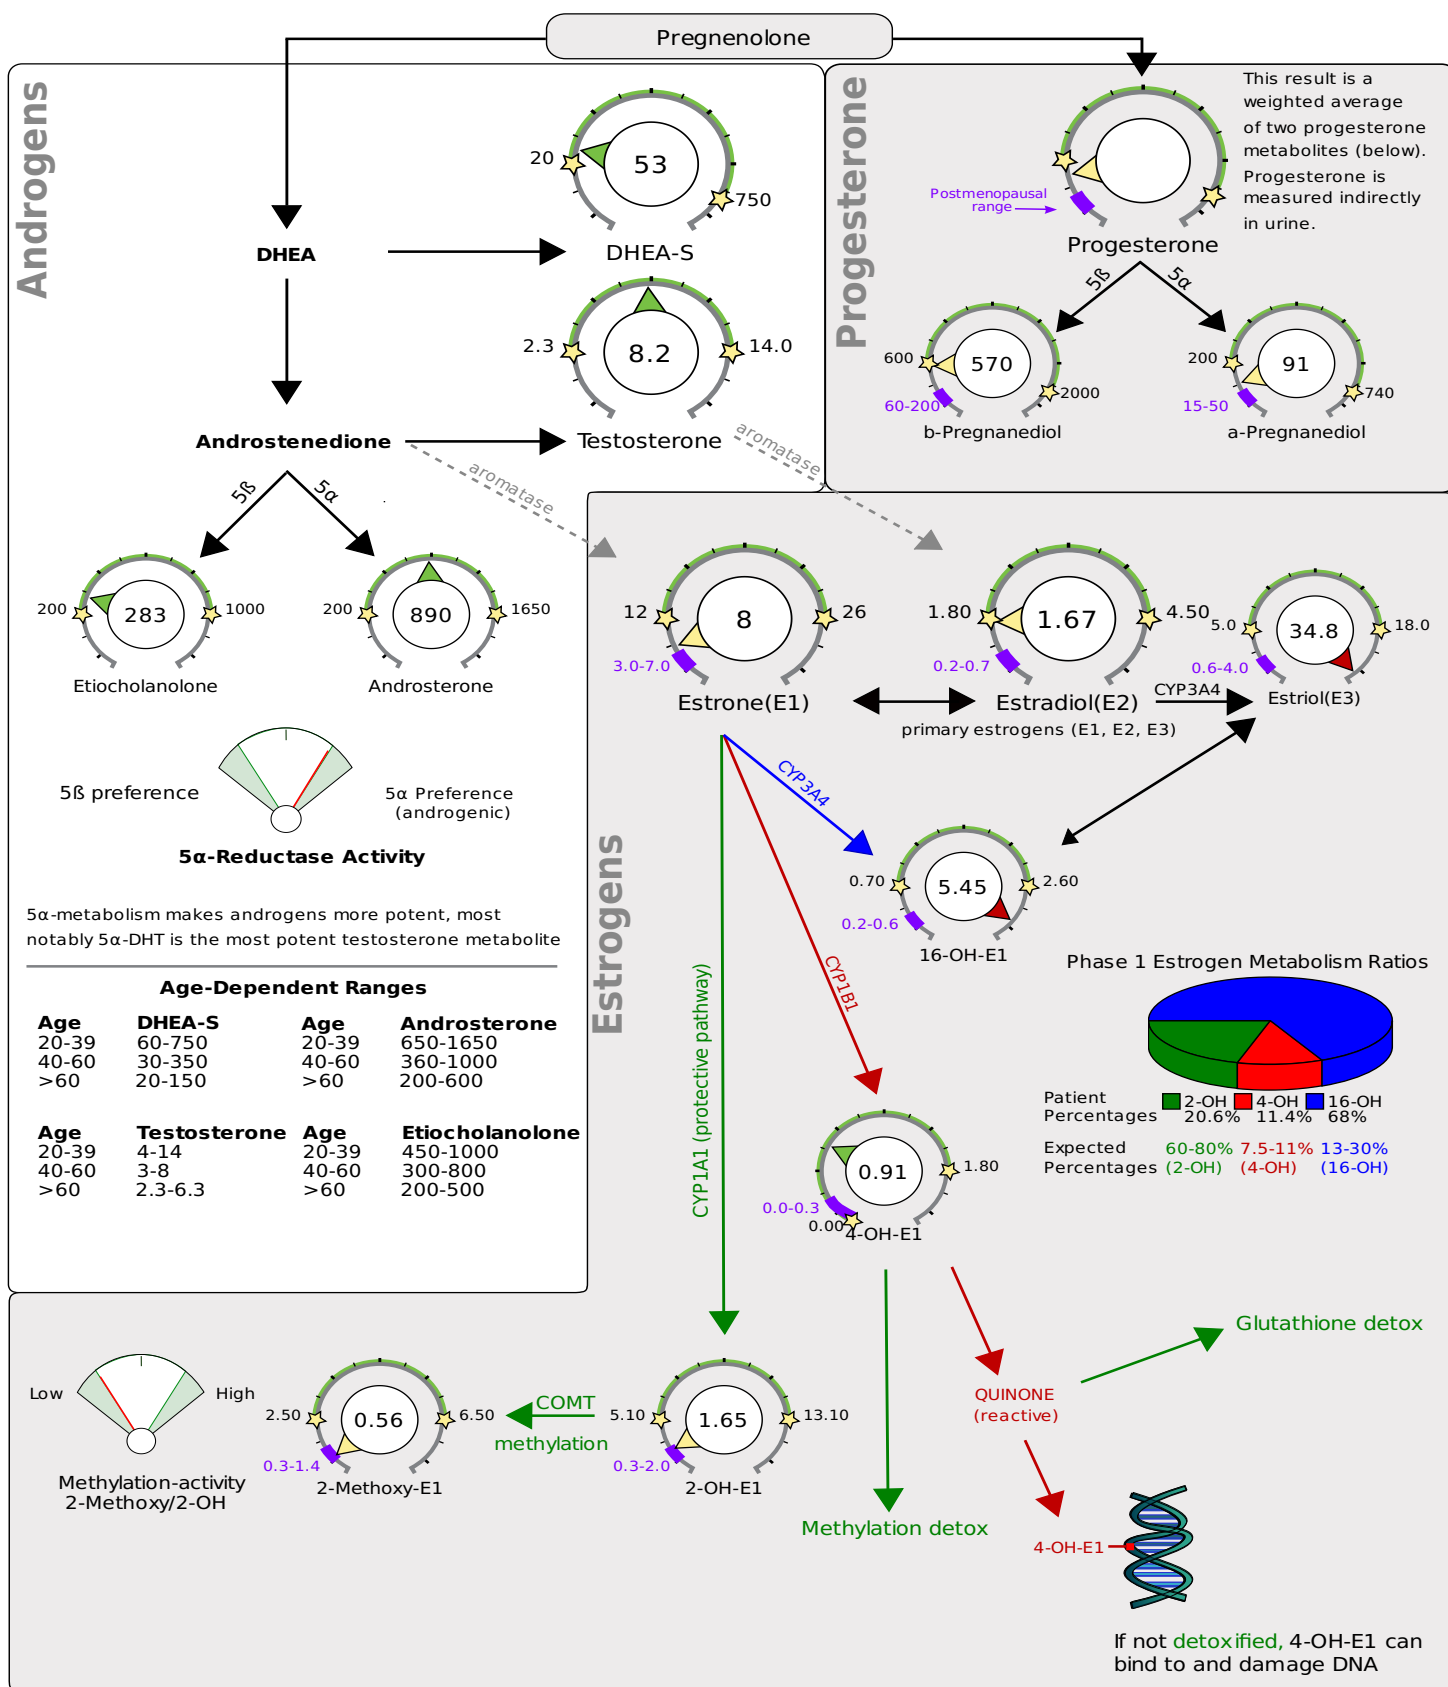 Pregnenolone
Androgens
20
53
750
DHEA-S
DHEA
2.3
8.2
14.0
Testosterone
Androstenedione
aromatase
aromatase
5ß
5α
200
283
1000
Etiocholanolone
200
890
1650
Androsterone
5ß preference
5α Preference
(androgenic)
5α-Reductase Activity
5α-metabolism makes androgens more potent, most
notably 5α-DHT is the most potent testosterone metabolite
Age-Dependent Ranges
Age DHEA-S Age Androsterone
20-39 60-750 20-39 650-1650
40-60 30-350 40-60 360-1000
>60 20-150 >60 200-600
Age Testosterone Age Etiocholanolone
20-39 4-14 20-39 450-1000
40-60 3-8 40-60 300-800
>60 2.3-6.3 >60 200-500
Progesterone
Postmenopausal
range
Progesterone
This result is a
weighted average
of two progesterone
metabolites (below).
Progesterone is
measured indirectly
in urine.
5ß
5α
600
570
2000
60-200
b-Pregnanediol
200
91
740
15-50
a-Pregnanediol
Estrogens
12
8
26
3.0-7.0
Estrone(E1)
1.80
1.67
4.50
0.2-0.7
Estradiol(E2)
5.0
34.8
18.0
0.6-4.0
Estriol(E3)
CYP3A4
primary estrogens (E1, E2, E3)
CYP3A4
0.70
5.45
2.60
0.2-0.6
16-OH-E1
CYP1B1
CYP1A1 (protective pathway)
Phase 1 Estrogen Metabolism Ratios
Patient
Percentages
2-OH 4-OH 16-OH
20.6% 11.4% 68%
Expected
Percentages
60-80% 7.5-11% 13-30%
(2-OH) (4-OH) (16-OH)
0.91
1.80
0.0-0.3
0.00
4-OH-E1
Glutathione detox
QUINONE
(reactive)
Low
High
Methylation-activity
2-Methoxy/2-OH
2.50
0.56
6.50
0.3-1.4
2-Methoxy-E1
COMT
methylation
5.10
1.65
13.10
0.3-2.0
2-OH-E1
Methylation detox
4-OH-E1
If not detoxified, 4-OH-E1 can
bind to and damage DNA